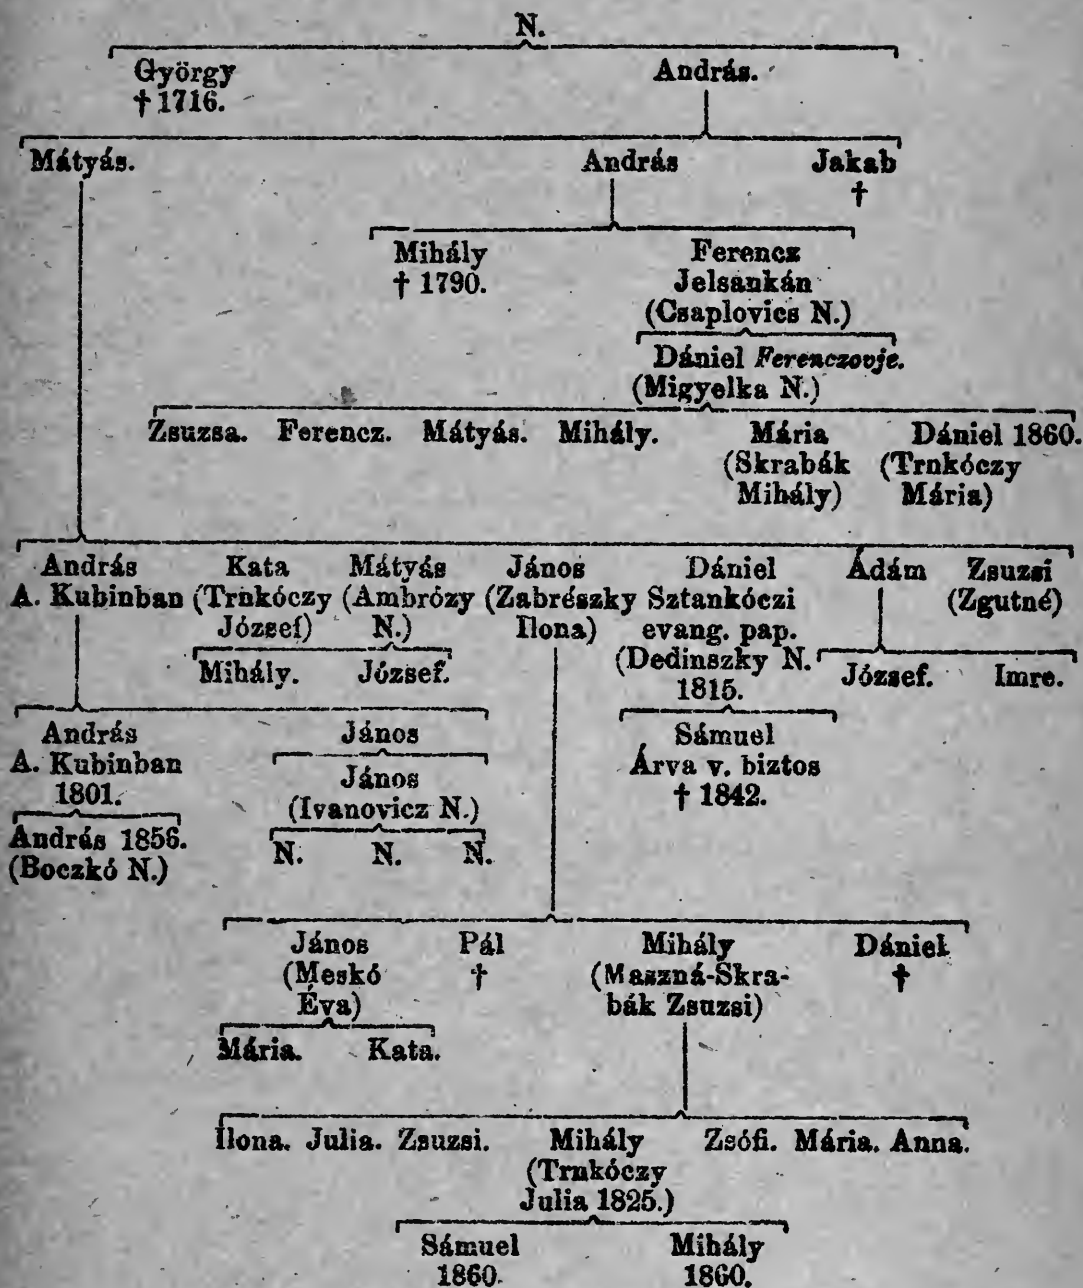 N.
György András.
† 1716.
Mátyás. András Jakab
†
Mihály Ferencz
† 1790. Jelsankán
(Csaplovics N.)
Dániel Ferenczovje.
(Migyelka N.)
Zsuzsa. Ferencz. Mátyás. Mihály. Mária Dániel 1860.
(Skrabák (Trnkóczy
Mihály) Mária)
András Kata Mátyás János Dániel Ádám Zsuzsi
A. Kubinban (Trnkóczy (Ambrózy (Zabrészky Sztankóczi (Zgutné)
József) N.) Ilona) evang. pap.
Mihály. József. (Dedinszky N. József. Imre.
1815.
András János Sámuel
A. Kubinban János Árva v. biztos
1801. (Ivanovicz N.) † 1842.
András 1856. N. N. N.
(Boczkó N.)
János Pál Mihály Dániel
(Meskó † (Maszná-Skra- †
Éva) bák Zsuzsi)
Mária. Kata.
Ilona. Julia. Zsuzsi. Mihály Zsófi. Mária. Anna.
(Trnkóczy
Julia 1825.)
Sámuel Mihály
1860. 1860.